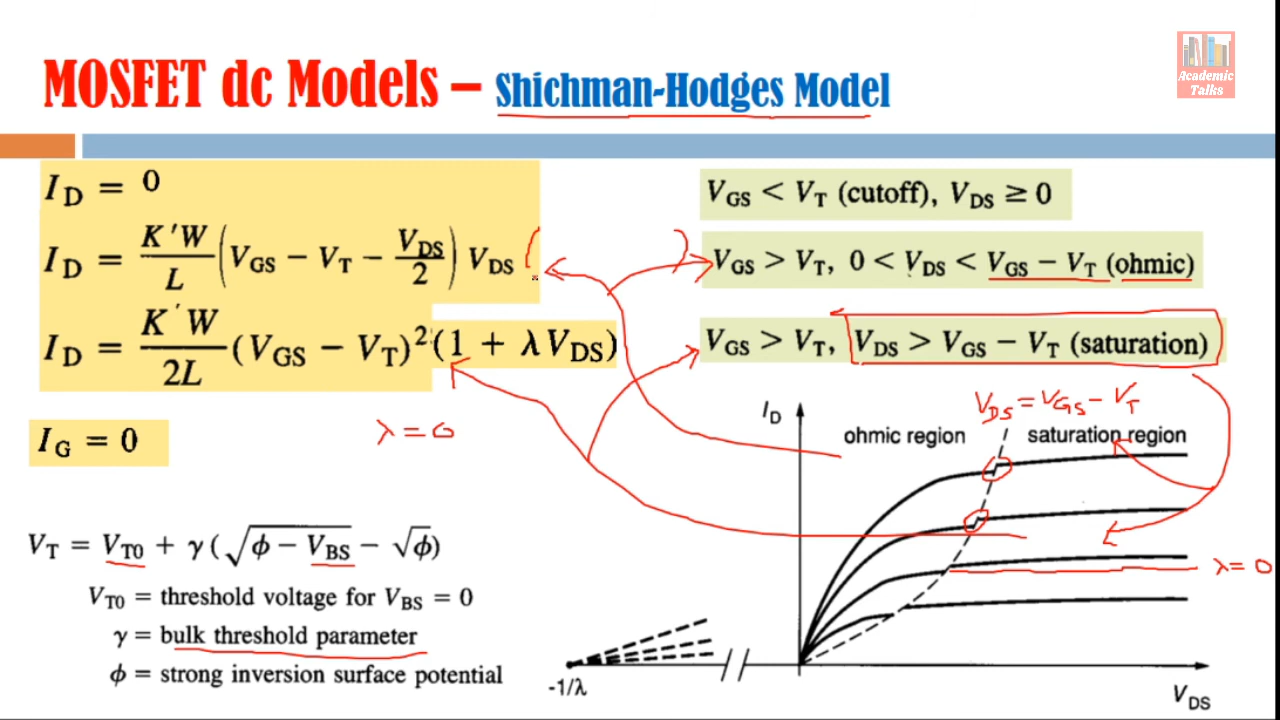 MOSFET dc Models – Shichman-Hodges Model
Academic
Talks
I_D = 0
V_GS < V_T (cutoff), V_DS ≥ 0
I_D = K'W/L (V_GS − V_T − V_DS/2) V_DS (
) V_GS > V_T, 0 < V_DS < V_GS − V_T (ohmic)
I_D = K'W/2L (V_GS − V_T)² (1 + λ V_DS)
V_GS > V_T, V_DS > V_GS − V_T (saturation)
I_G = 0
λ = 0
V_DS = V_GS − V_T
I_D
ohmic region
saturation region
V_T = V_T0 + γ(√(ϕ − V_BS) − √ϕ)
V_T0 = threshold voltage for V_BS = 0
γ = bulk threshold parameter
ϕ = strong inversion surface potential
λ = 0
-1/λ
V_DS